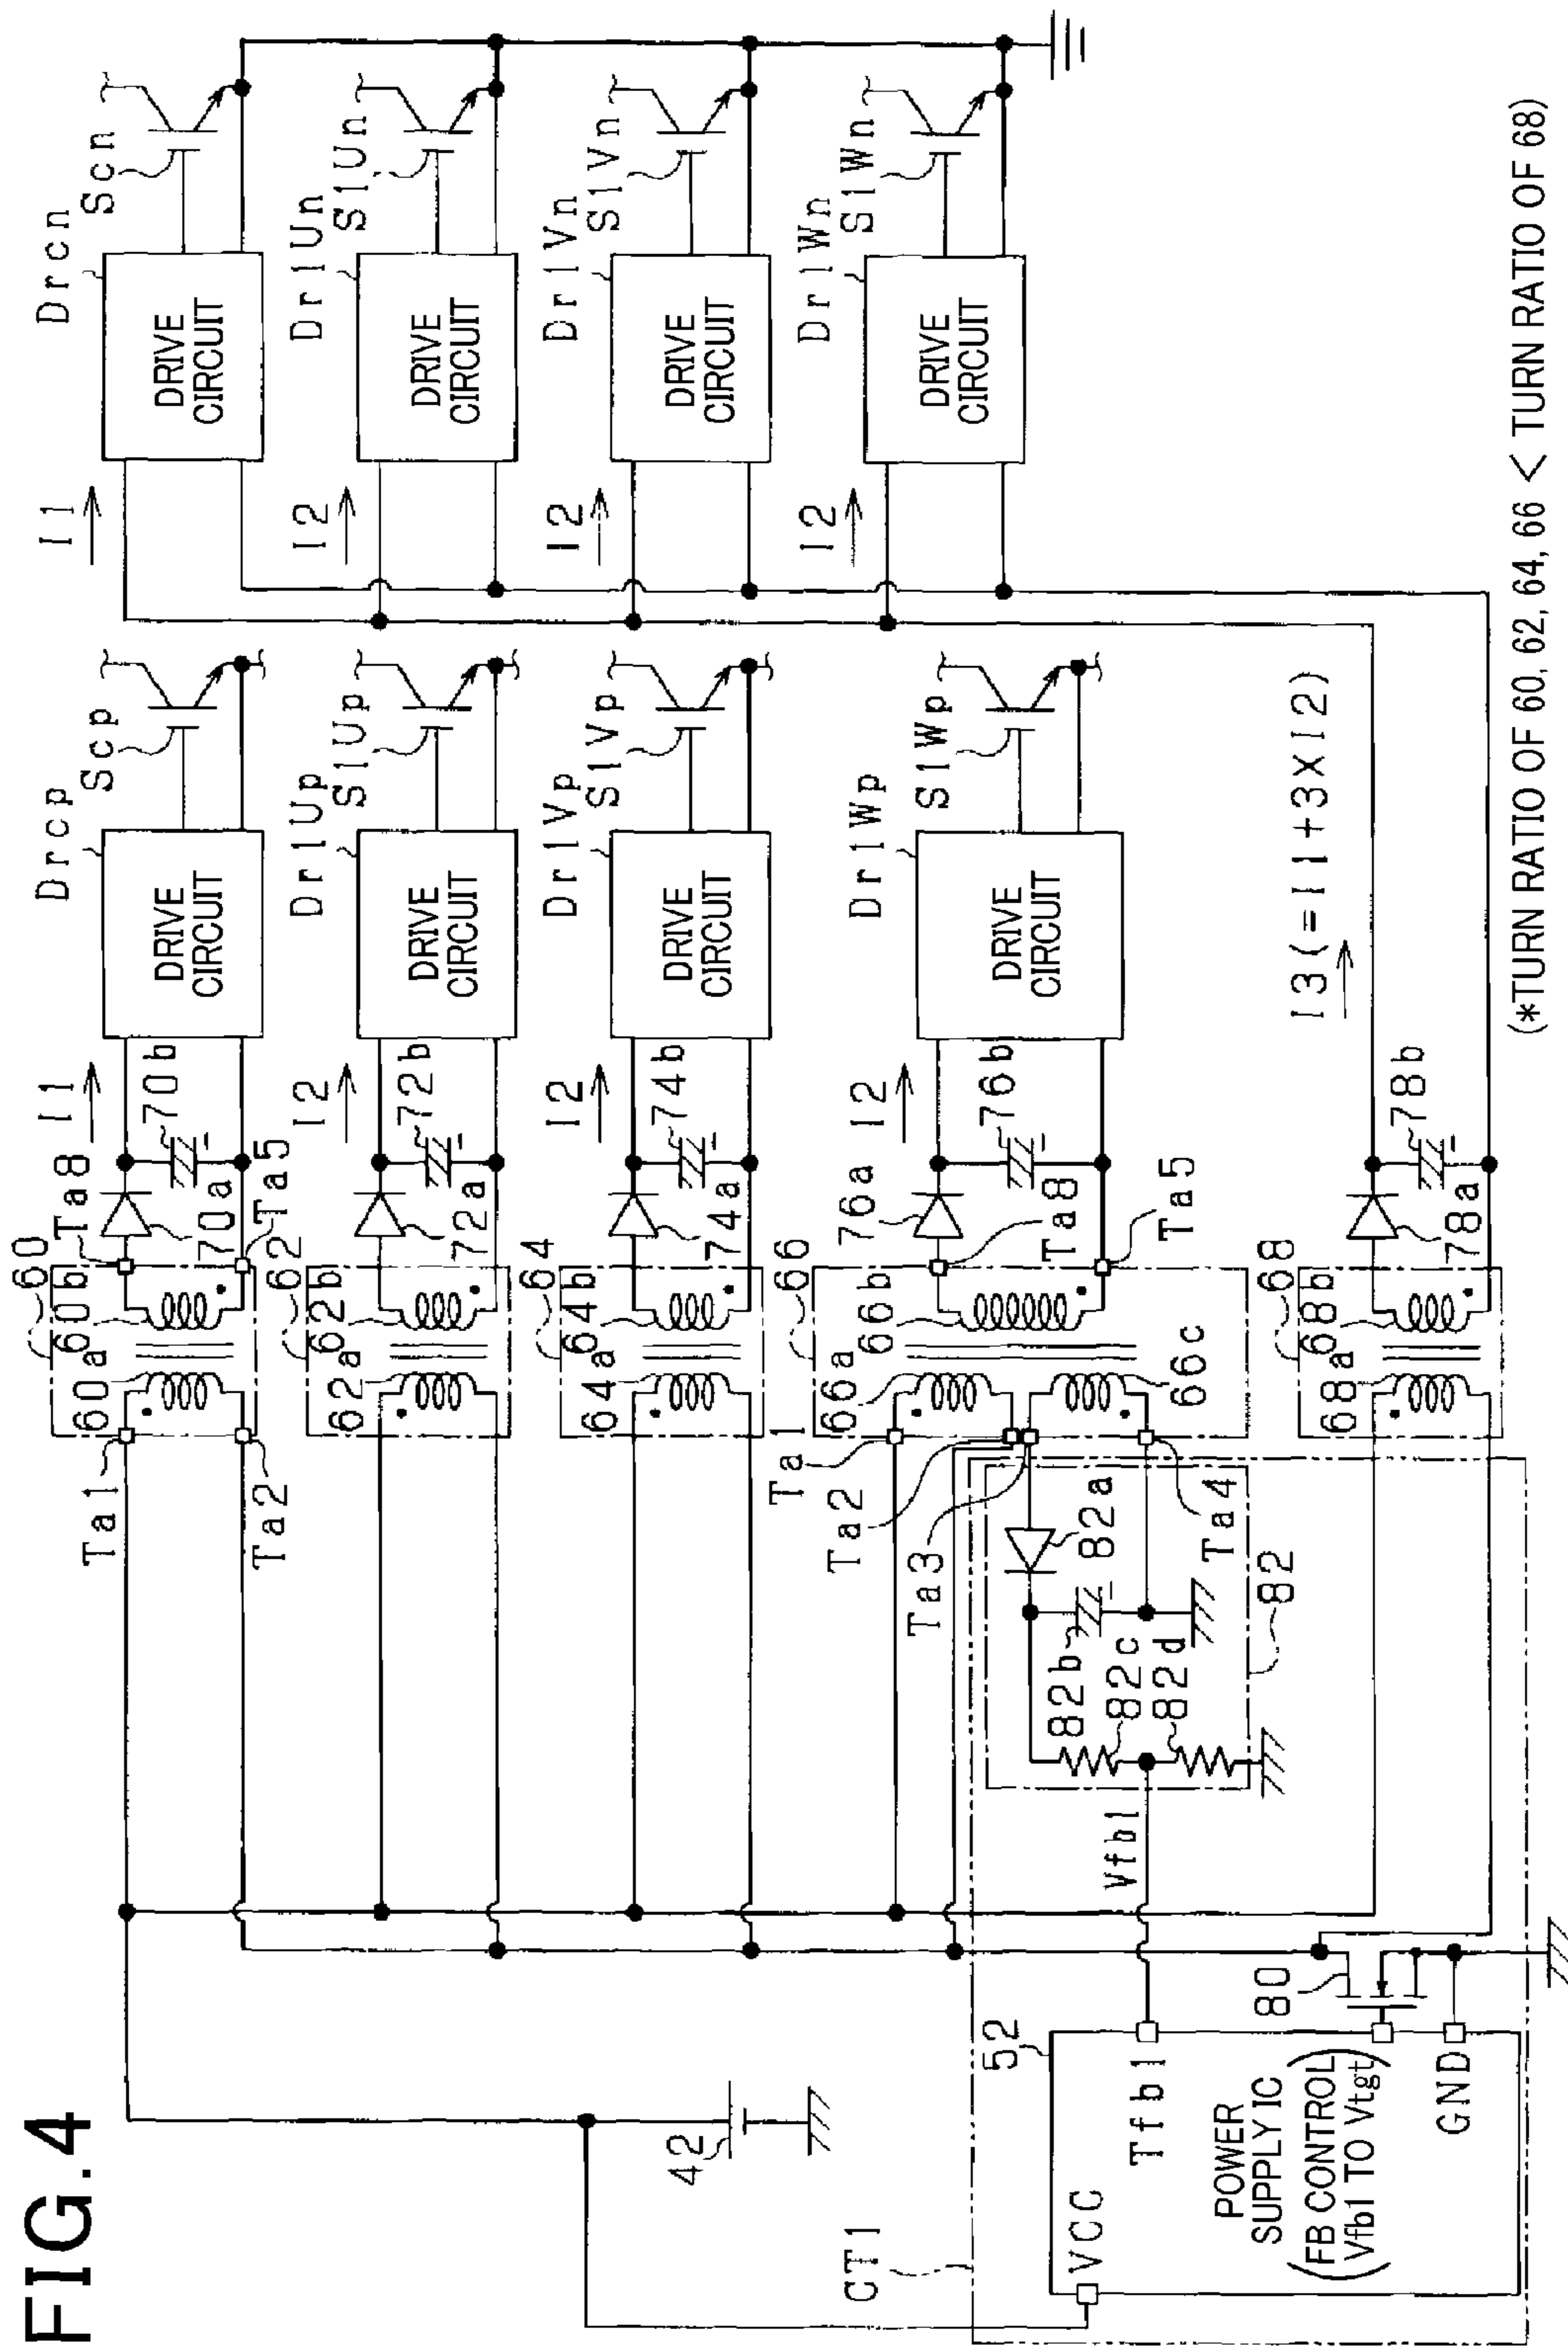 FIG.4
Drcp
Scp
Drcn
Scn
60
60a
60b
Ta1
Ta2
Ta8
Ta5
70a
70b
I1
DRIVE
CIRCUIT
I1
DRIVE
CIRCUIT
Dr1Up
S1Up
Dr1Un
S1Un
62
62a
62b
72a
72b
I2
DRIVE
CIRCUIT
I2
DRIVE
CIRCUIT
Dr1Vp
S1Vp
Dr1Vn
S1Vn
64
64a
64b
74a
74b
I2
DRIVE
CIRCUIT
I2
DRIVE
CIRCUIT
42
Dr1Wp
S1Wp
Dr1Wn
S1Wn
66
66a
66b
66c
Ta1
Ta2
Ta3
Ta4
Ta8
Ta5
76a
76b
I2
DRIVE
CIRCUIT
I2
DRIVE
CIRCUIT
CT1
52
VCC
Tfb1
Vfb1
82a
82b
82c
82d
82
POWER
SUPPLY IC
(FB CONTROL
Vfb1 TO Vtgt)
GND
80
68
68a
68b
78a
78b
I3(=I1+3×I2)
(*TURN RATIO OF 60, 62, 64, 66 < TURN RATIO OF 68)